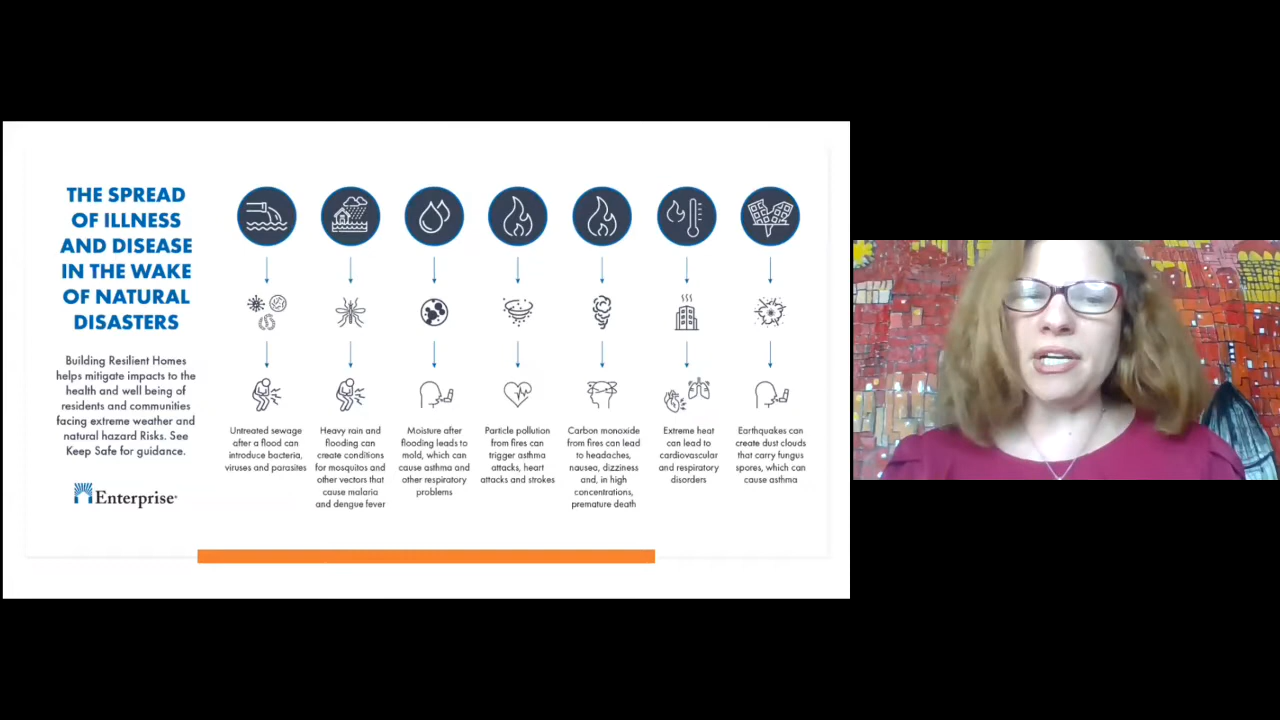 THE SPREAD
OF ILLNESS
AND DISEASE
IN THE WAKE
OF NATURAL
DISASTERS
Building Resilient Homes
helps mitigate impacts to the
health and well being of
residents and communities
facing extreme weather and
natural hazard Risks. See
Keep Safe for guidance.
Enterprise
Untreated sewage
after a flood can
introduce bacteria,
viruses and parasites
Heavy rain and
flooding can
create conditions
for mosquitos and
other vectors that
cause malaria
and dengue fever
Moisture after
flooding leads to
mold, which can
cause asthma and
other respiratory
problems
Particle pollution
from fires can
trigger asthma
attacks, heart
attacks and strokes
Carbon monoxide
from fires can lead
to headaches,
nausea, dizziness
and, in high
concentrations,
premature death
Extreme heat
can lead to
cardiovascular
and respiratory
disorders
Earthquakes can
create dust clouds
that carry fungus
spores, which can
cause asthma